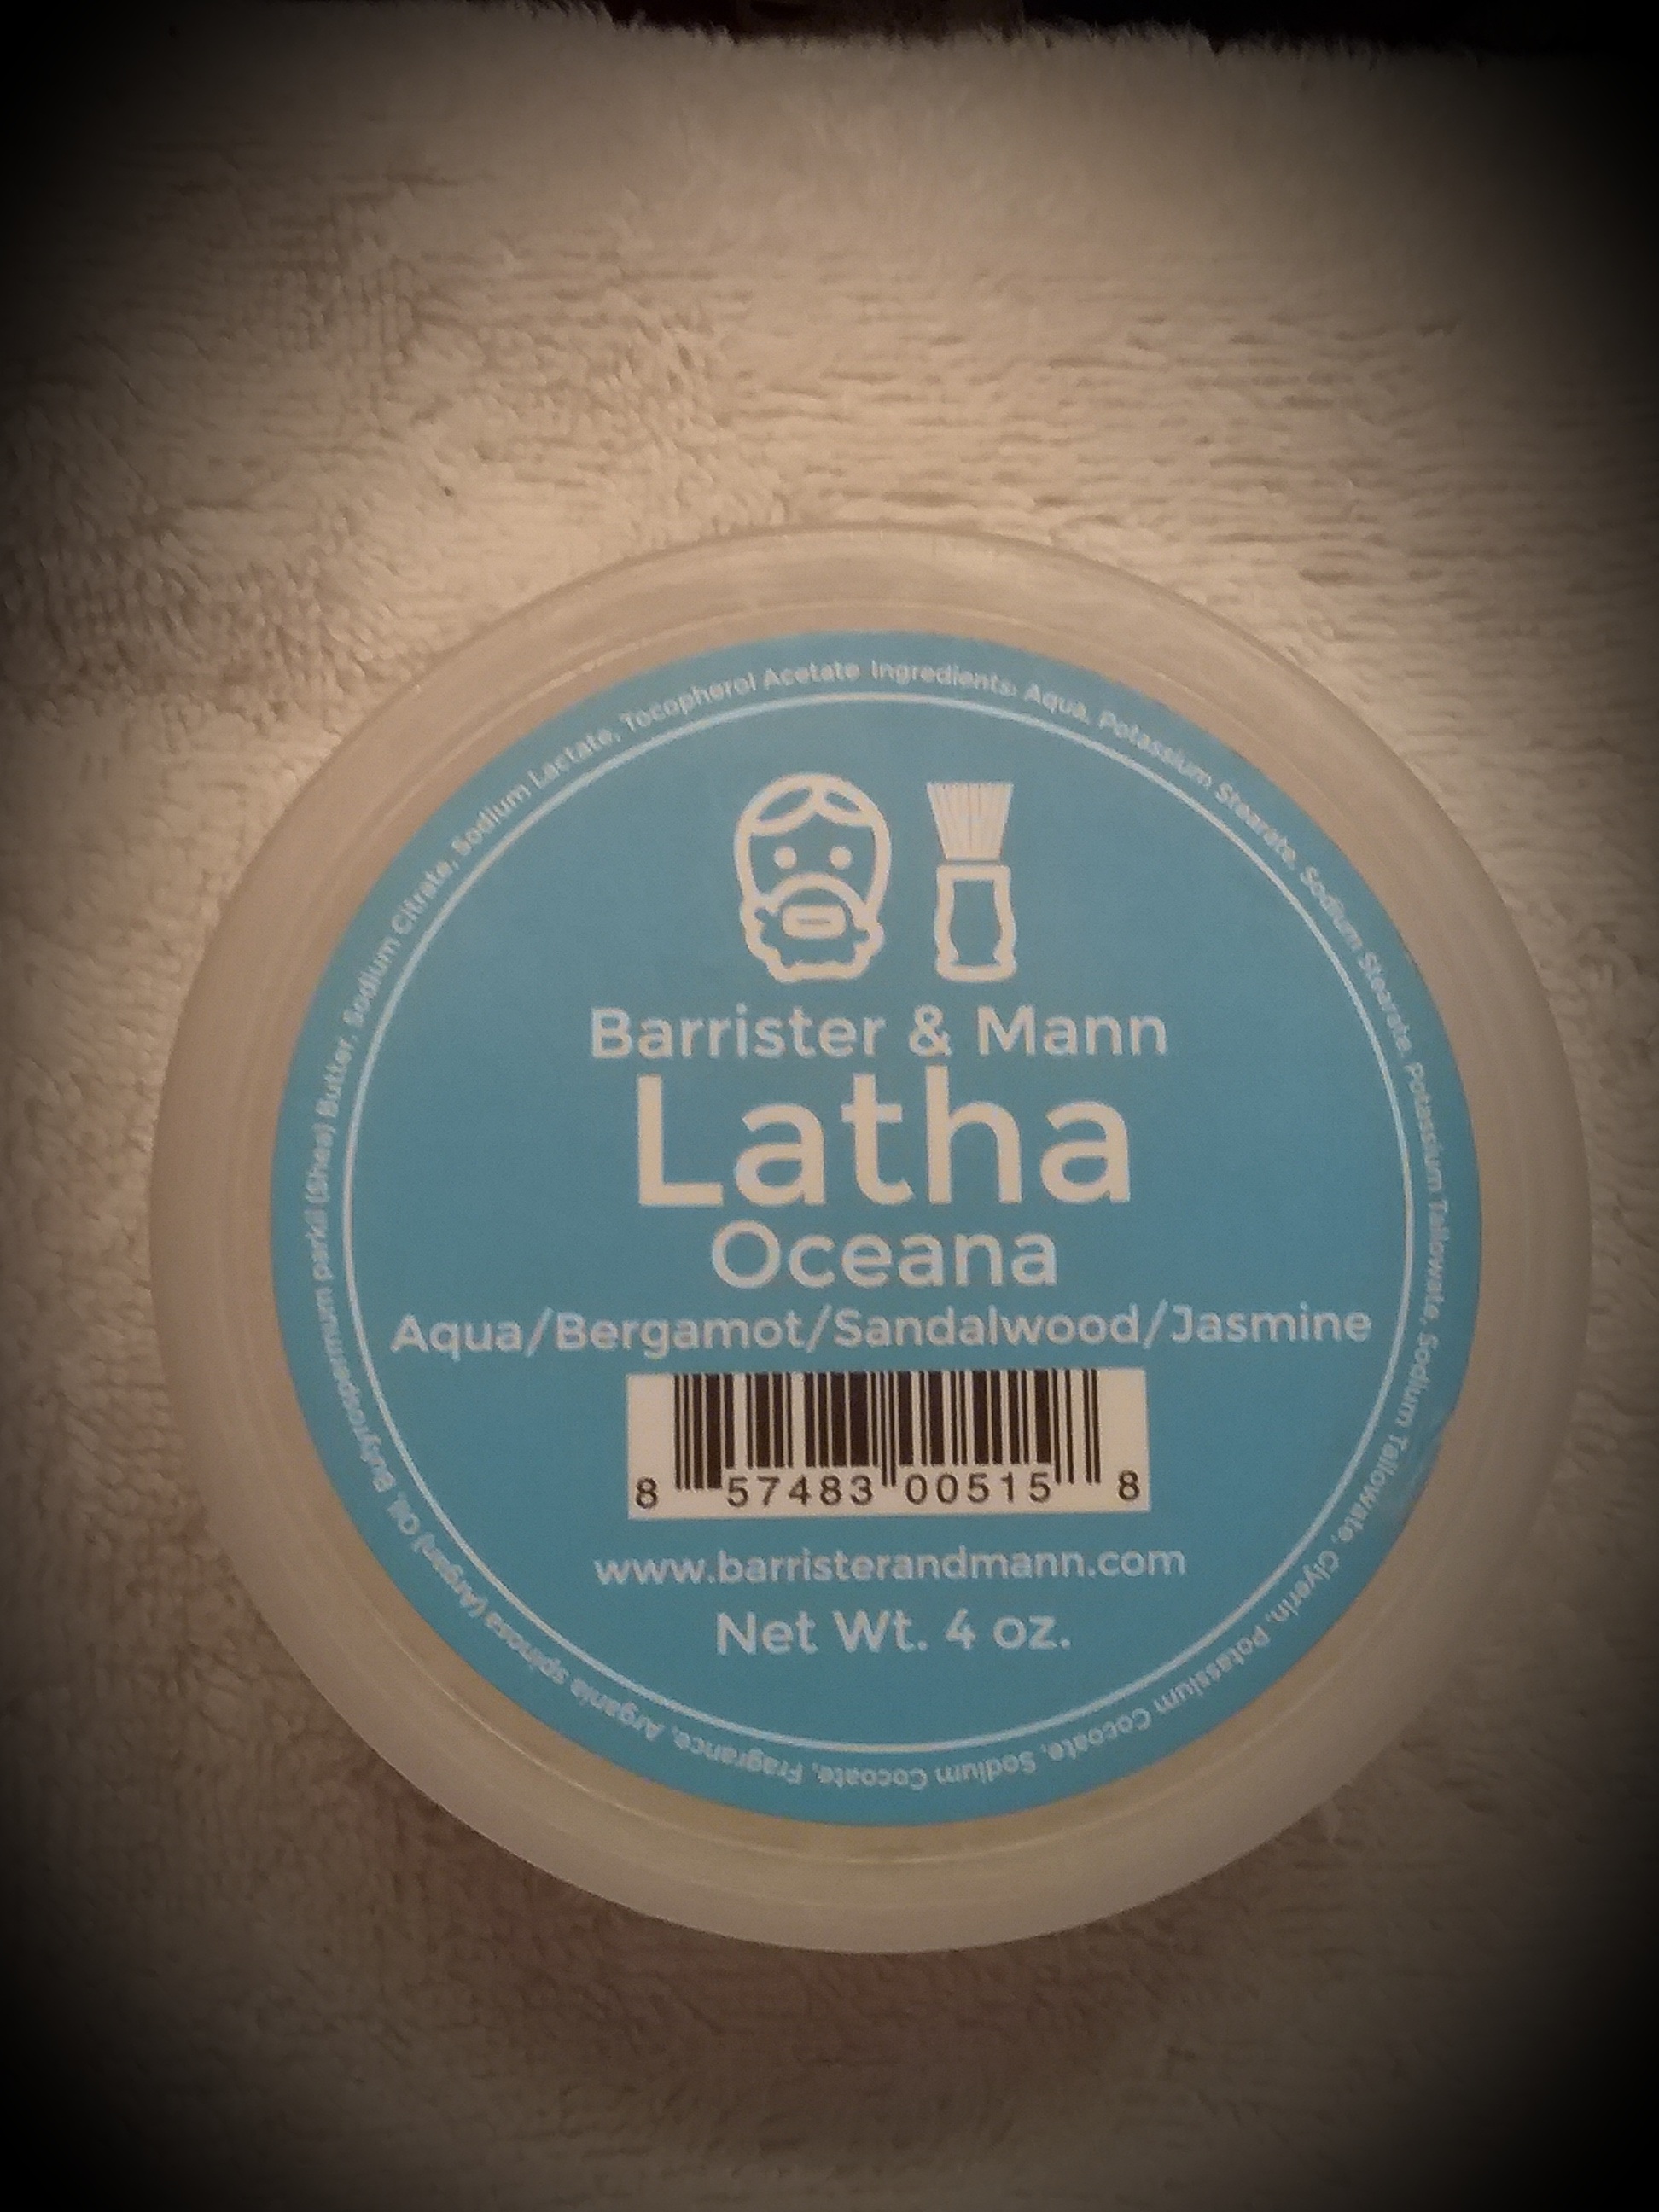 Ingredients: Aqua, Potassium Stearate, Sodium Stearate, Potassium Tallowate, Sodium Tallowate, Glyerin, Potassium Cocoate, Sodium Cocoate, Fragrance, Argania spinosa (Argan) Oil, Butyrospermum parkii (Shea) Butter, Sodium Citrate, Sodium Lactate, Tocopherol Acetate
Barrister & Mann
Latha
Oceana
Aqua/Bergamot/Sandalwood/Jasmine
8 57483 00515 8
www.barristerandmann.com
Net Wt. 4 oz.